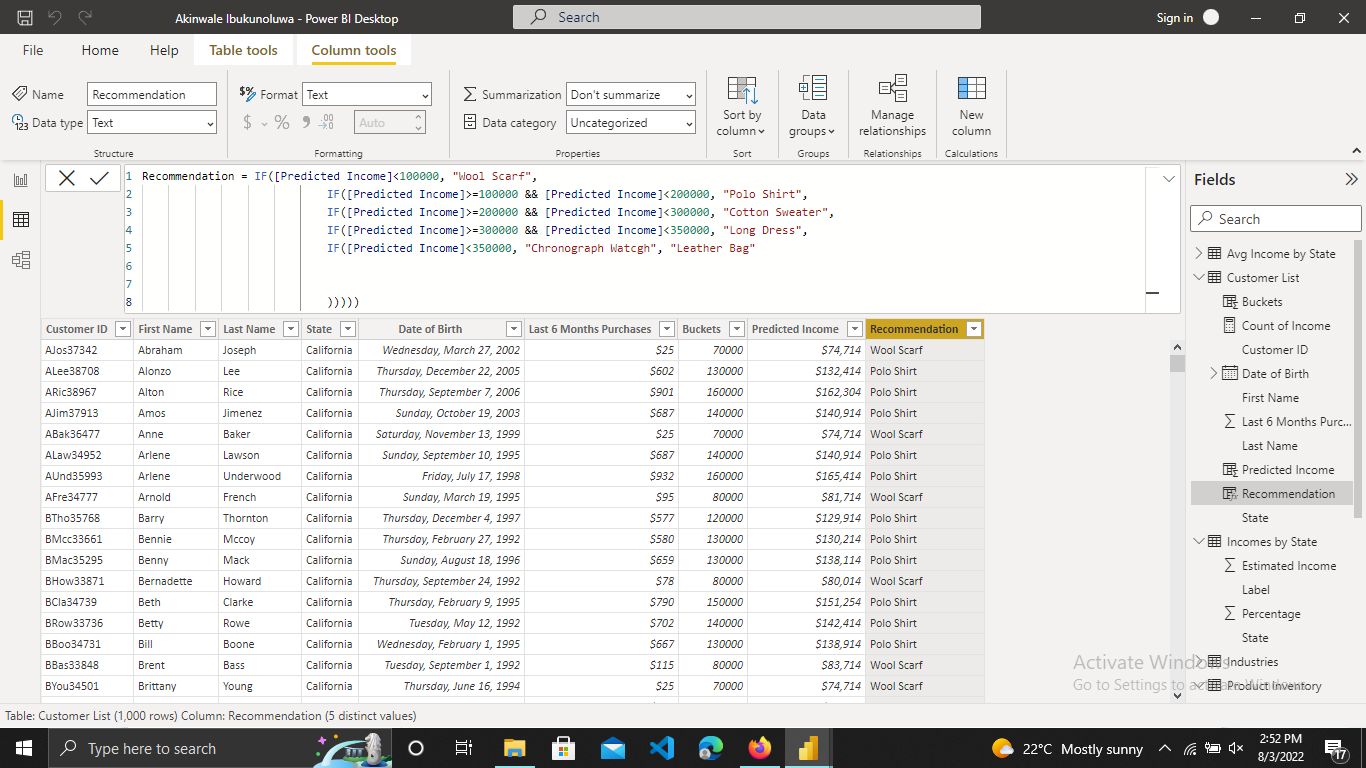 Akinwale Ibukunoluwa - Power BI Desktop
Search
Sign in
File Home Help Table tools Column tools
Name Recommendation
Data type Text
Structure
$% Format Text
$ % 9 .00
Auto
Formatting
Summarization Don't summarize
Data category Uncategorized
Properties
Sort by
column
Sort
Data
groups
Groups
Manage
relationships
Relationships
New
column
Calculations
1 Recommendation = IF([Predicted Income]<100000, "Wool Scarf",
2 IF([Predicted Income]>=100000 && [Predicted Income]<200000, "Polo Shirt",
3 IF([Predicted Income]>=200000 && [Predicted Income]<300000, "Cotton Sweater",
4 IF([Predicted Income]>=300000 && [Predicted Income]<350000, "Long Dress",
5 IF([Predicted Income]<350000, "Chronograph Watcgh", "Leather Bag"
6
7
8 )))))
Customer ID First Name Last Name State Date of Birth Last 6 Months Purchases Buckets Predicted Income Recommendation
AJos37342 Abraham Joseph California Wednesday, March 27, 2002 $25 70000 $74,714 Wool Scarf
ALee38708 Alonzo Lee California Thursday, December 22, 2005 $602 130000 $132,414 Polo Shirt
ARic38967 Alton Rice California Thursday, September 7, 2006 $901 160000 $162,304 Polo Shirt
AJim37913 Amos Jimenez California Sunday, October 19, 2003 $687 140000 $140,914 Polo Shirt
ABak36477 Anne Baker California Saturday, November 13, 1999 $25 70000 $74,714 Wool Scarf
ALaw34952 Arlene Lawson California Sunday, September 10, 1995 $687 140000 $140,914 Polo Shirt
AUnd35993 Arlene Underwood California Friday, July 17, 1998 $932 160000 $165,414 Polo Shirt
AFre34777 Arnold French California Sunday, March 19, 1995 $95 80000 $81,714 Wool Scarf
BTho35768 Barry Thornton California Thursday, December 4, 1997 $577 120000 $129,914 Polo Shirt
BMcc33661 Bennie Mccoy California Thursday, February 27, 1992 $580 130000 $130,214 Polo Shirt
BMac35295 Benny Mack California Sunday, August 18, 1996 $659 130000 $138,114 Polo Shirt
BHow33871 Bernadette Howard California Thursday, September 24, 1992 $78 80000 $80,014 Wool Scarf
BCla34739 Beth Clarke California Thursday, February 9, 1995 $790 150000 $151,254 Polo Shirt
BRow33736 Betty Rowe California Tuesday, May 12, 1992 $702 140000 $142,414 Polo Shirt
BBoo34731 Bill Boone California Wednesday, February 1, 1995 $667 130000 $138,914 Polo Shirt
BBas33848 Brent Bass California Tuesday, September 1, 1992 $115 80000 $83,714 Wool Scarf
BYou34501 Brittany Young California Thursday, June 16, 1994 $25 70000 $74,714 Wool Scarf
Fields
Search
Avg Income by State
Customer List
Buckets
Count of Income
Customer ID
Date of Birth
First Name
Last 6 Months Purc...
Last Name
Predicted Income
Recommendation
State
Incomes by State
Estimated Income
Label
Percentage
State
Industries
Product Inventory
Activate Windows
Go to Settings to activate Windows.
Table: Customer List (1,000 rows) Column: Recommendation (5 distinct values)
Type here to search
22°C Mostly sunny
2:52 PM
8/3/2022
17